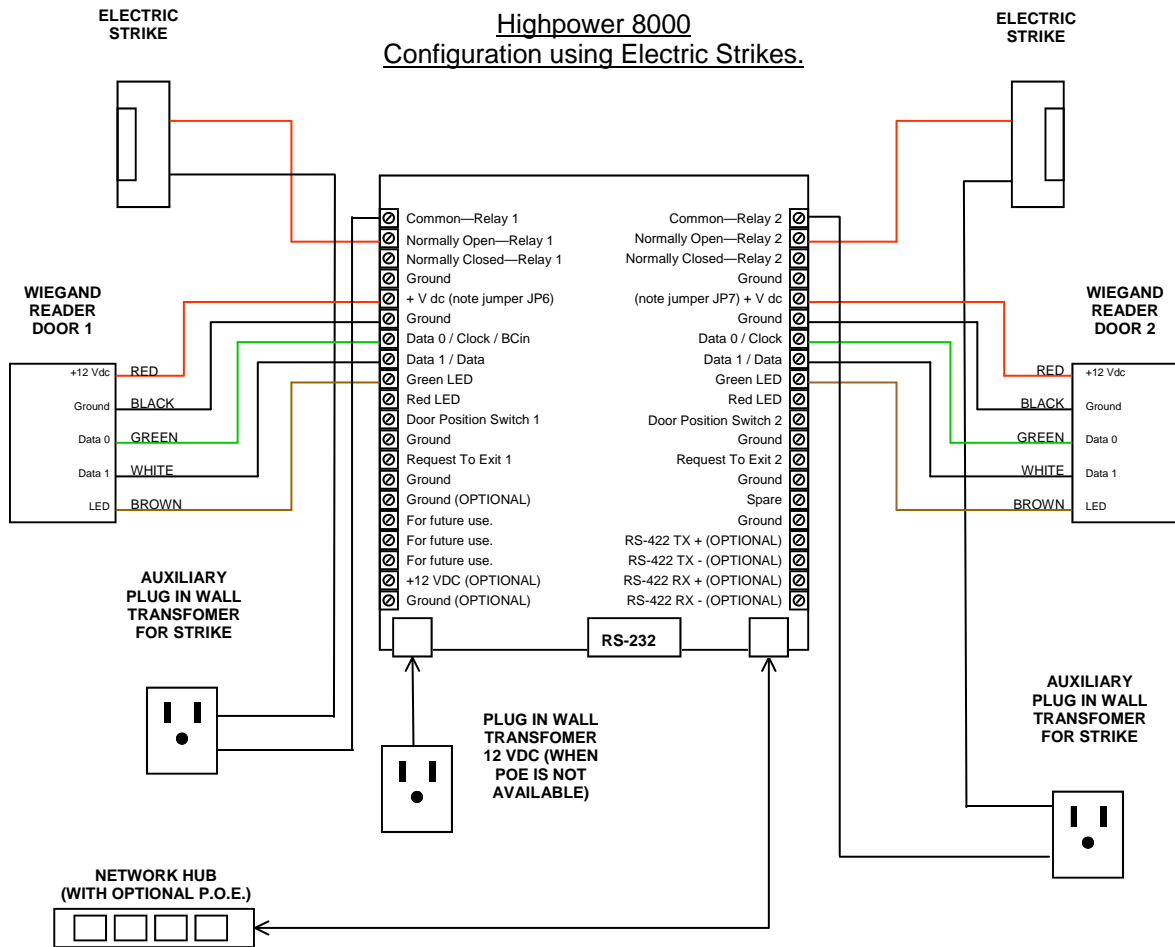 Highpower 8000
Configuration using Electric Strikes.
ELECTRIC
STRIKE
ELECTRIC
STRIKE
Common—Relay 1
Normally Open—Relay 1
Normally Closed—Relay 1
Ground
+ V dc (note jumper JP6)
Ground
Data 0 / Clock / BCin
Data 1 / Data
Green LED
Red LED
Door Position Switch 1
Ground
Request To Exit 1
Ground
Ground (OPTIONAL)
For future use.
For future use.
For future use.
+12 VDC (OPTIONAL)
Ground (OPTIONAL)
Common—Relay 2
Normally Open—Relay 2
Normally Closed—Relay 2
Ground
(note jumper JP7) + V dc
Ground
Data 0 / Clock
Data 1 / Data
Green LED
Red LED
Door Position Switch 2
Ground
Request To Exit 2
Ground
Spare
Ground
RS-422 TX + (OPTIONAL)
RS-422 TX - (OPTIONAL)
RS-422 RX + (OPTIONAL)
RS-422 RX - (OPTIONAL)
RS-232
WIEGAND
READER
DOOR 1
+12 Vdc
Ground
Data 0
Data 1
LED
RED
BLACK
GREEN
WHITE
BROWN
WIEGAND
READER
DOOR 2
RED
BLACK
GREEN
WHITE
BROWN
+12 Vdc
Ground
Data 0
Data 1
LED
AUXILIARY
PLUG IN WALL
TRANSFOMER
FOR STRIKE
PLUG IN WALL
TRANSFOMER
12 VDC (WHEN
POE IS NOT
AVAILABLE)
AUXILIARY
PLUG IN WALL
TRANSFOMER
FOR STRIKE
NETWORK HUB
(WITH OPTIONAL P.O.E.)